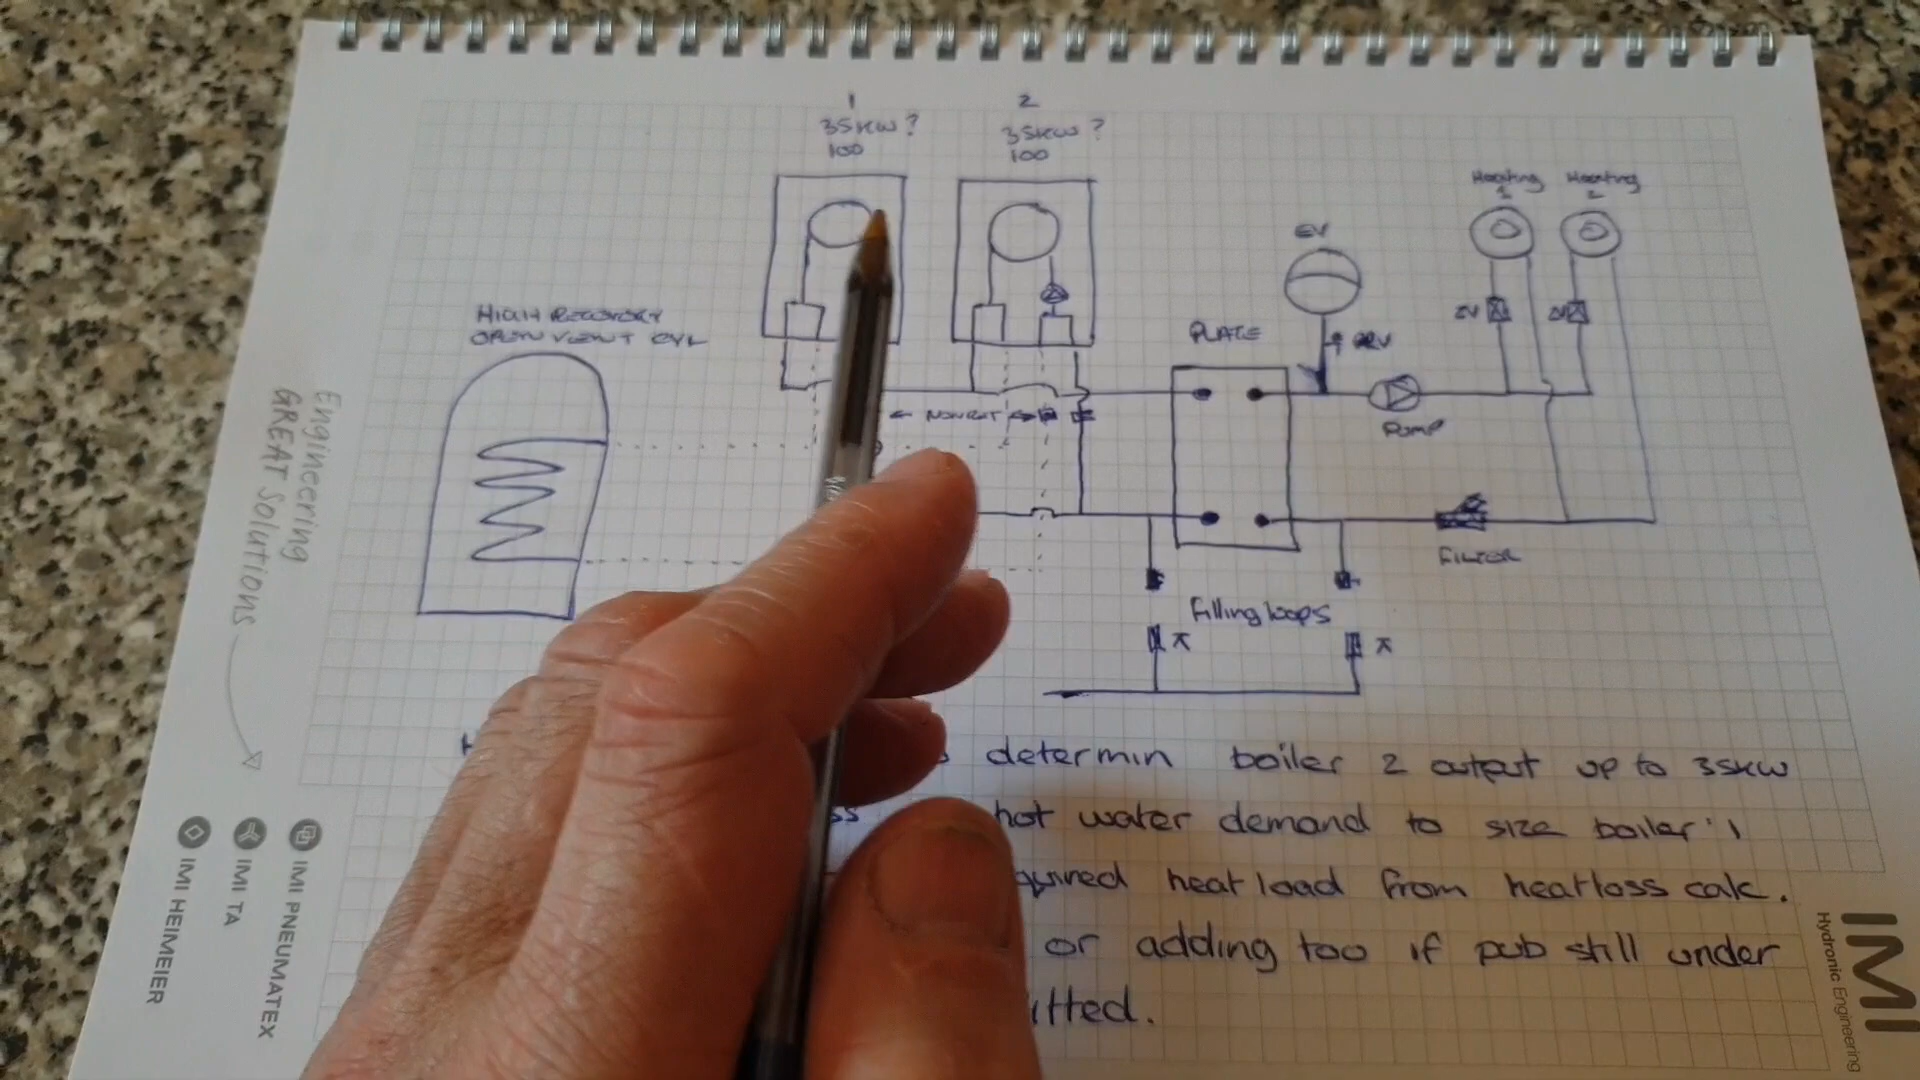 1
2
35KW ?
35KW ?
100
100
Heating
1
Heating
2
EV
HIGH RECOVERY
OPEN VENT CYL
PLATE
PRV
ZV
ZV
NON RET
PUMP
FILTER
Filling loops
determin boiler 2 output up to 35KW
hot water demand to size boiler 1
heat load from heatloss calc.
or adding too if pub still under
Engineering
GREAT Solutions
IMI PNEUMATEX
IMI TA
IMI HEIMEIER
IMI
Hydronic Engineering